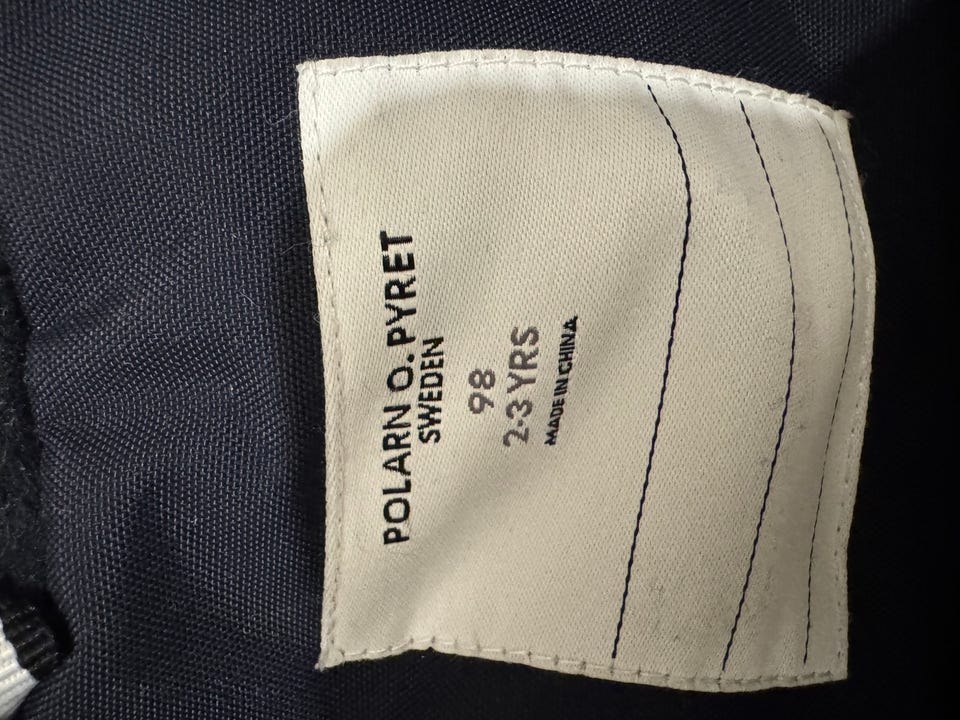 POLARN O. PYRET
SWEDEN
98
2-3 YRS
MADE IN CHINA